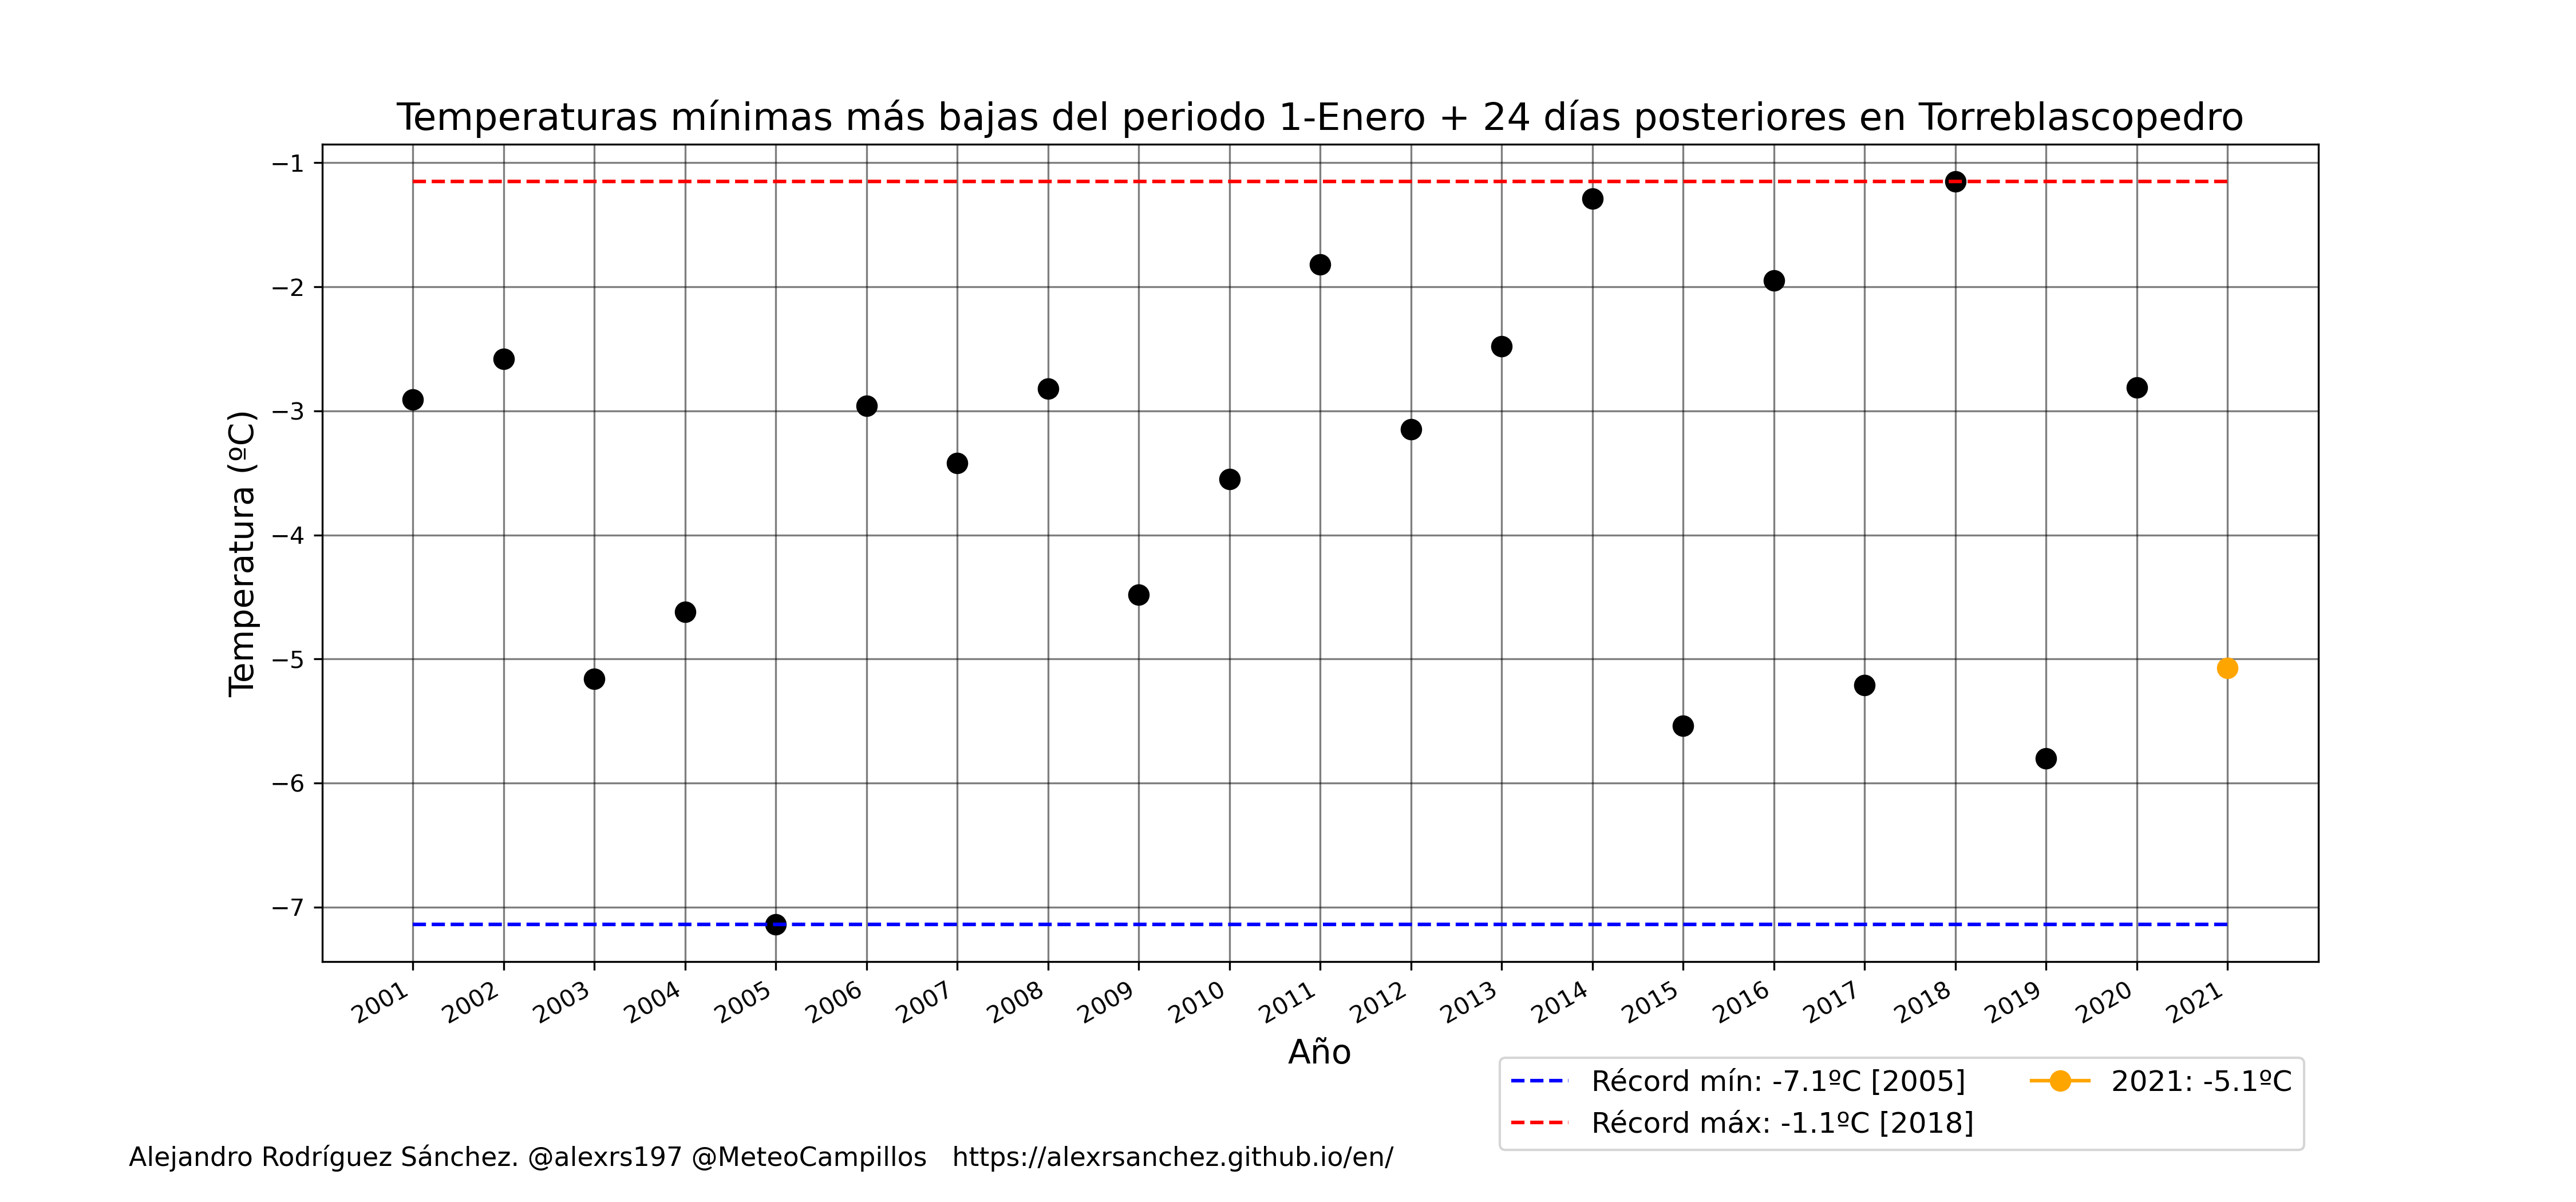 Temperaturas mínimas más bajas del periodo 1-Enero + 24 días posteriores en Torreblascopedro
Temperatura (ºC)
−1
−2
−3
−4
−5
−6
−7
2001 2002 2003 2004 2005 2006 2007 2008 2009 2010 2011 2012 2013 2014 2015 2016 2017 2018 2019 2020 2021
Año
Récord mín: -7.1ºC [2005]
Récord máx: -1.1ºC [2018]
2021: -5.1ºC
Alejandro Rodríguez Sánchez. @alexrs197 @MeteoCampillos https://alexrsanchez.github.io/en/